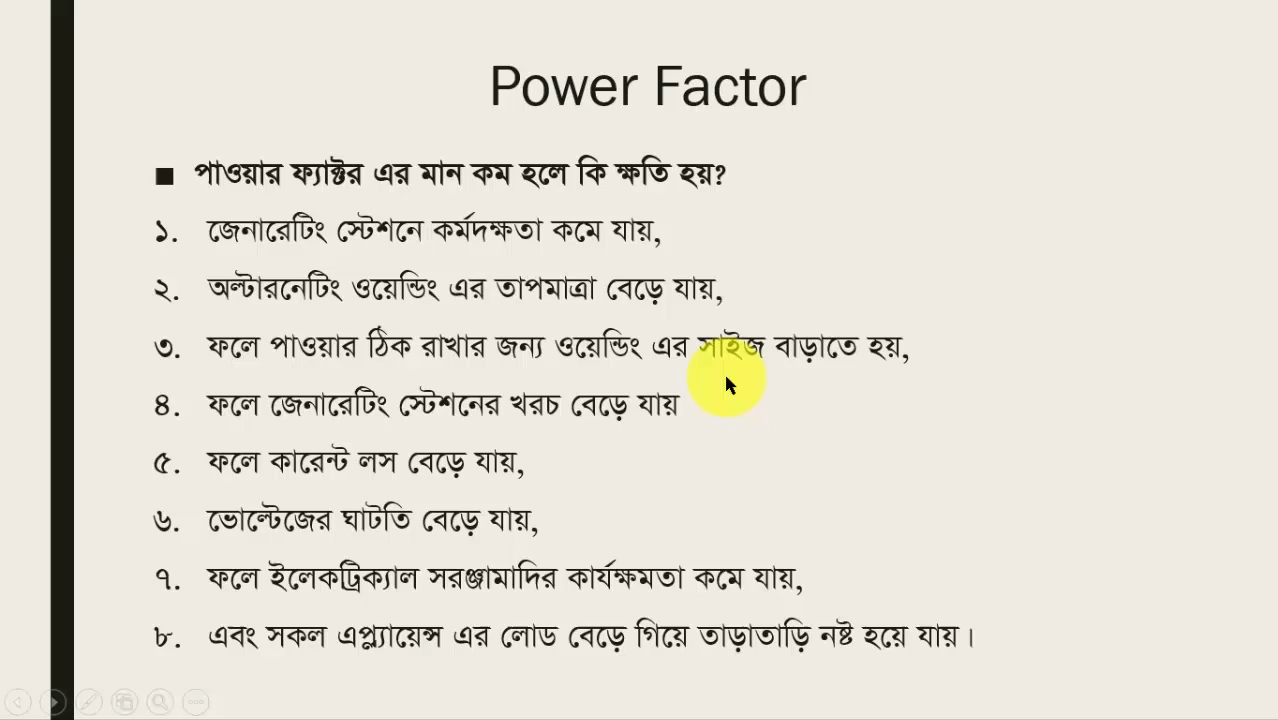 Power Factor
■ পাওয়ার ফ্যাক্টর এর মান কম হলে কি ক্ষতি হয়?
১. জেনারেটিং স্টেশনে কর্মদক্ষতা কমে যায়,
২. অল্টারনেটিং ওয়েন্ডিং এর তাপমাত্রা বেড়ে যায়,
৩. ফলে পাওয়ার ঠিক রাখার জন্য ওয়েন্ডিং এর সাইজ বাড়াতে হয়,
৪. ফলে জেনারেটিং স্টেশনের খরচ বেড়ে যায়
৫. ফলে কারেন্ট লস বেড়ে যায়,
৬. ভোল্টেজের ঘাটতি বেড়ে যায়,
৭. ফলে ইলেকট্রিক্যাল সরঞ্জামাদির কার্যক্ষমতা কমে যায়,
৮. এবং সকল এপ্ল্যায়েন্স এর লোড বেড়ে গিয়ে তাড়াতাড়ি নষ্ট হয়ে যায়।